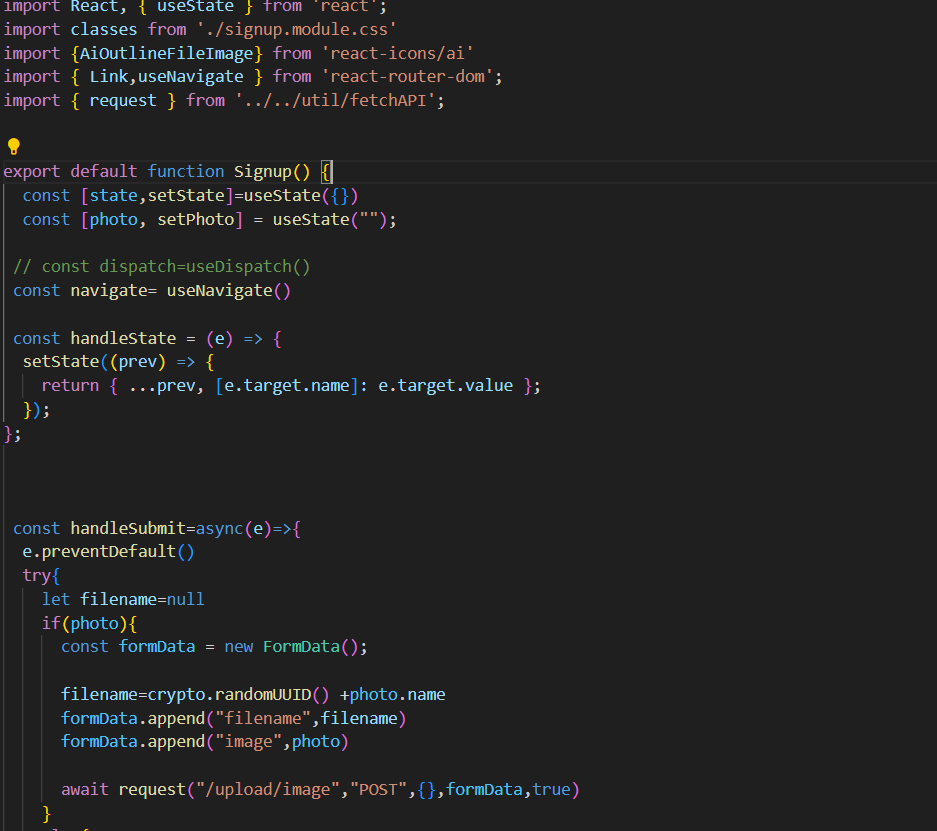 import React, { useState } from 'react';
import classes from './signup.module.css'
import {AiOutlineFileImage} from 'react-icons/ai'
import { Link,useNavigate } from 'react-router-dom';
import { request } from '../../util/fetchAPI';
export default function Signup() {
const [state,setState]=useState({})
const [photo, setPhoto] = useState("");
// const dispatch=useDispatch()
const navigate= useNavigate()
const handleState = (e) => {
setState((prev) => {
return { ...prev, [e.target.name]: e.target.value };
});
};
const handleSubmit=async(e)=>{
e.preventDefault()
try{
let filename=null
if(photo){
const formData = new FormData();
filename=crypto.randomUUID() +photo.name
formData.append("filename",filename)
formData.append("image",photo)
await request("/upload/image","POST",{},formData,true)
}